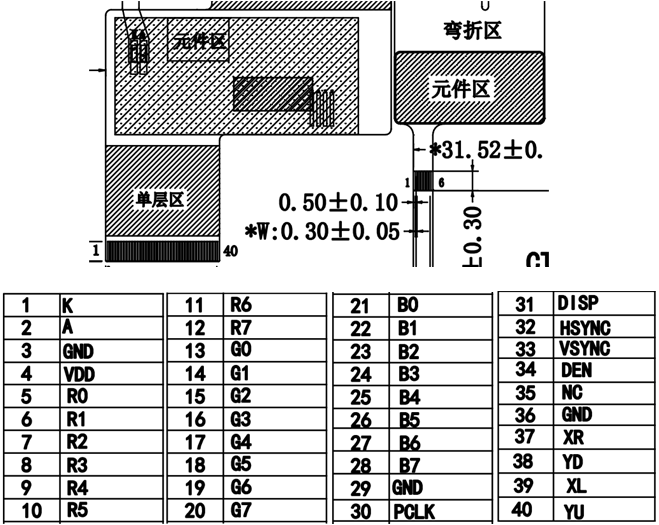 弯折区
元件区
元件区
*31.52±0.
1 6
单层区
0.50±0.10
*W:0.30±0.05
±0.30
1 40
1 K
2 A
3 GND
4 VDD
5 R0
6 R1
7 R2
8 R3
9 R4
10 R5
11 R6
12 R7
13 G0
14 G1
15 G2
16 G3
17 G4
18 G5
19 G6
20 G7
21 B0
22 B1
23 B2
24 B3
25 B4
26 B5
27 B6
28 B7
29 GND
30 PCLK
31 DISP
32 HSYNC
33 VSYNC
34 DEN
35 NC
36 GND
37 XR
38 YD
39 XL
40 YU